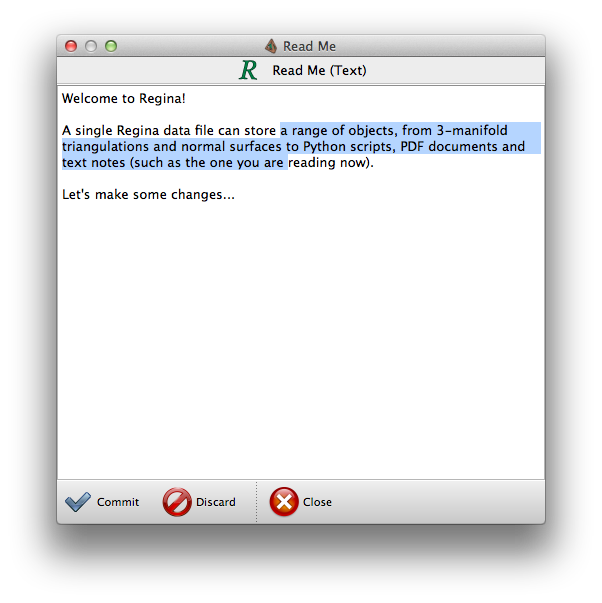 Read Me
R Read Me (Text)
Welcome to Regina!
A single Regina data file can store a range of objects, from 3-manifold
triangulations and normal surfaces to Python scripts, PDF documents and
text notes (such as the one you are reading now).
Let's make some changes...
Commit Discard Close